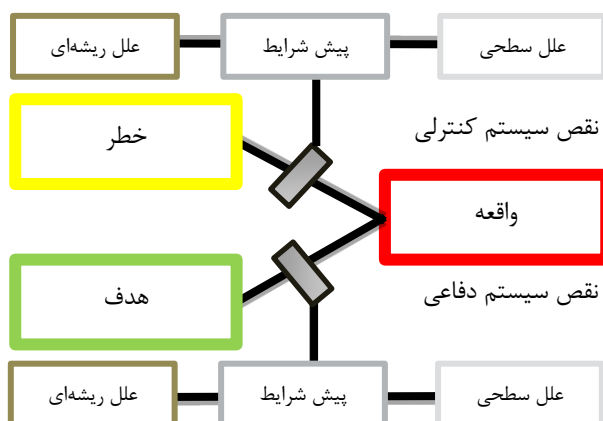 علل سطحی
پیش شرایط
علل ریشه‌ای
نقص سیستم کنترلی
خطر
واقعه
نقص سیستم دفاعی
هدف
علل سطحی
پیش شرایط
علل ریشه‌ای